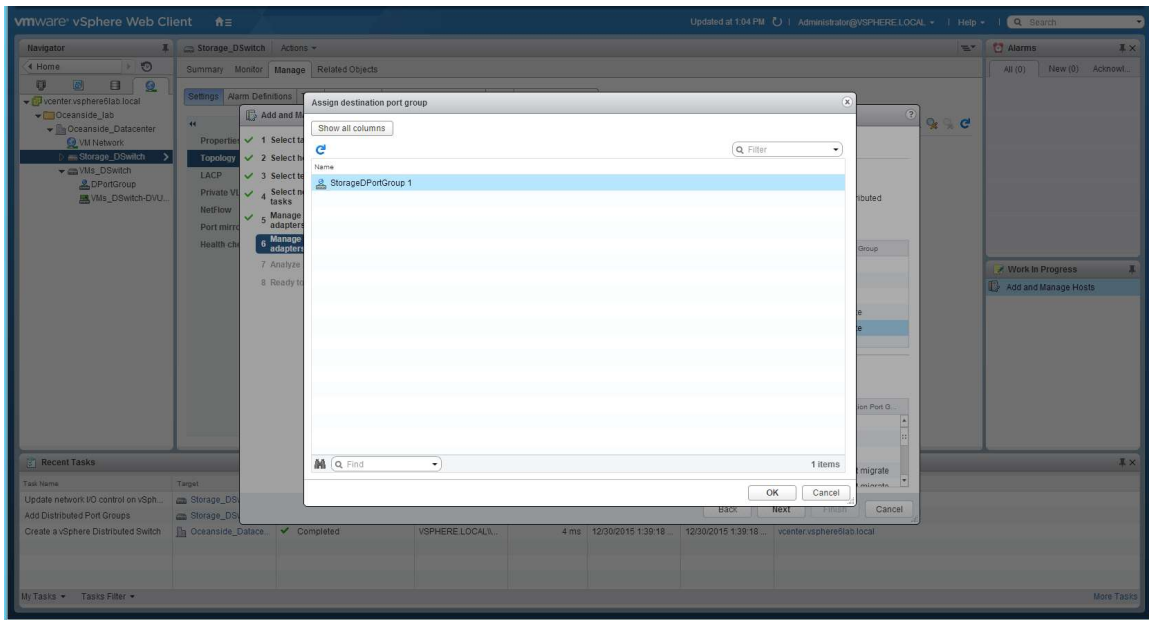 vmware® vSphere Web Client
Updated at 1:04 PM
Administrator@VSPHERE.LOCAL
Help
Search
Navigator
Home
vcenter.vsphere6lab.local
Oceanside_lab
Oceanside_Datacenter
VM Network
Storage_DSwitch
VMs_DSwitch
DPortGroup
VMs_DSwitch-DVU...
Storage_DSwitch Actions
Summary Monitor Manage Related Objects
Settings Alarm Definitions
Properties
Topology
LACP
Private VL
NetFlow
Port mirro
Health che
Add and M
1 Select ta
2 Select h
3 Select te
4 Select n
tasks
5 Manage
adapters
6 Manage
adapters
7 Analyze
8 Ready to
Assign destination port group
Show all columns
Filter
Name
StorageDPortGroup 1
Find
1 items
OK Cancel
ributed
Group
te
te
ion Port G...
t migrate
t migrate
Back Next Finish Cancel
Alarms
All (0) New (0) Acknowl...
Work In Progress
Add and Manage Hosts
Recent Tasks
Task Name Target
Update network I/O control on vSph... Storage_DS
Add Distributed Port Groups Storage_DS
Create a vSphere Distributed Switch Oceanside_Datace... Completed VSPHERE.LOCAL\\... 4 ms 12/30/2015 1:39:18 ... 12/30/2015 1:39:18 ... vcenter.vsphere6lab.local
My Tasks Tasks Filter More Tasks